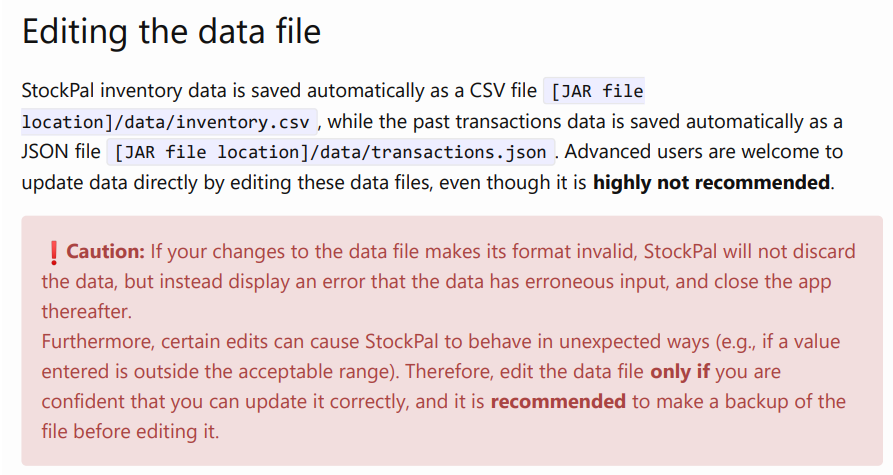 Editing the data file
StockPal inventory data is saved automatically as a CSV file [JAR file
location]/data/inventory.csv , while the past transactions data is saved automatically as a
JSON file [JAR file location]/data/transactions.json . Advanced users are welcome to
update data directly by editing these data files, even though it is highly not recommended.
❗Caution: If your changes to the data file makes its format invalid, StockPal will not discard
the data, but instead display an error that the data has erroneous input, and close the app
thereafter.
Furthermore, certain edits can cause StockPal to behave in unexpected ways (e.g., if a value
entered is outside the acceptable range). Therefore, edit the data file only if you are
confident that you can update it correctly, and it is recommended to make a backup of the
file before editing it.